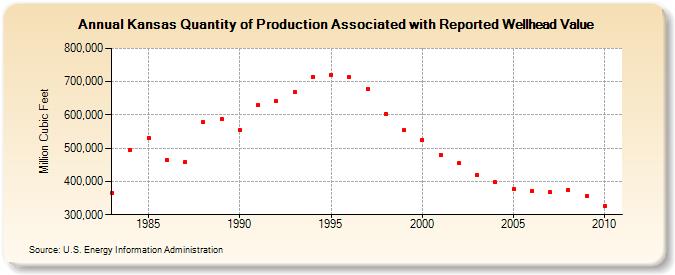 Annual Kansas Quantity of Production Associated with Reported Wellhead Value
Million Cubic Feet
800,000
700,000
600,000
500,000
400,000
300,000
1985 1990 1995 2000 2005 2010
Source: U.S. Energy Information Administration